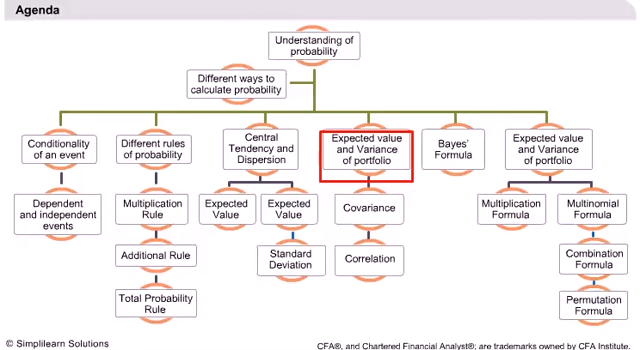 Agenda
Understanding of
probability
Different ways to
calculate probability
Conditionality
of an event
Different rules
of probability
Central
Tendency and
Dispersion
Expected value
and Variance
of portfolio
Bayes'
Formula
Expected value
and Variance
of portfolio
Dependent
and independent
events
Multiplication
Rule
Expected
Value
Expected
Value
Covariance
Multiplication
Formula
Multinomial
Formula
Additional Rule
Standard
Deviation
Correlation
Combination
Formula
Total Probability
Rule
Permutation
Formula
© Simplilearn Solutions
CFA®, and Chartered Financial Analyst®; are trademarks owned by CFA Institute.